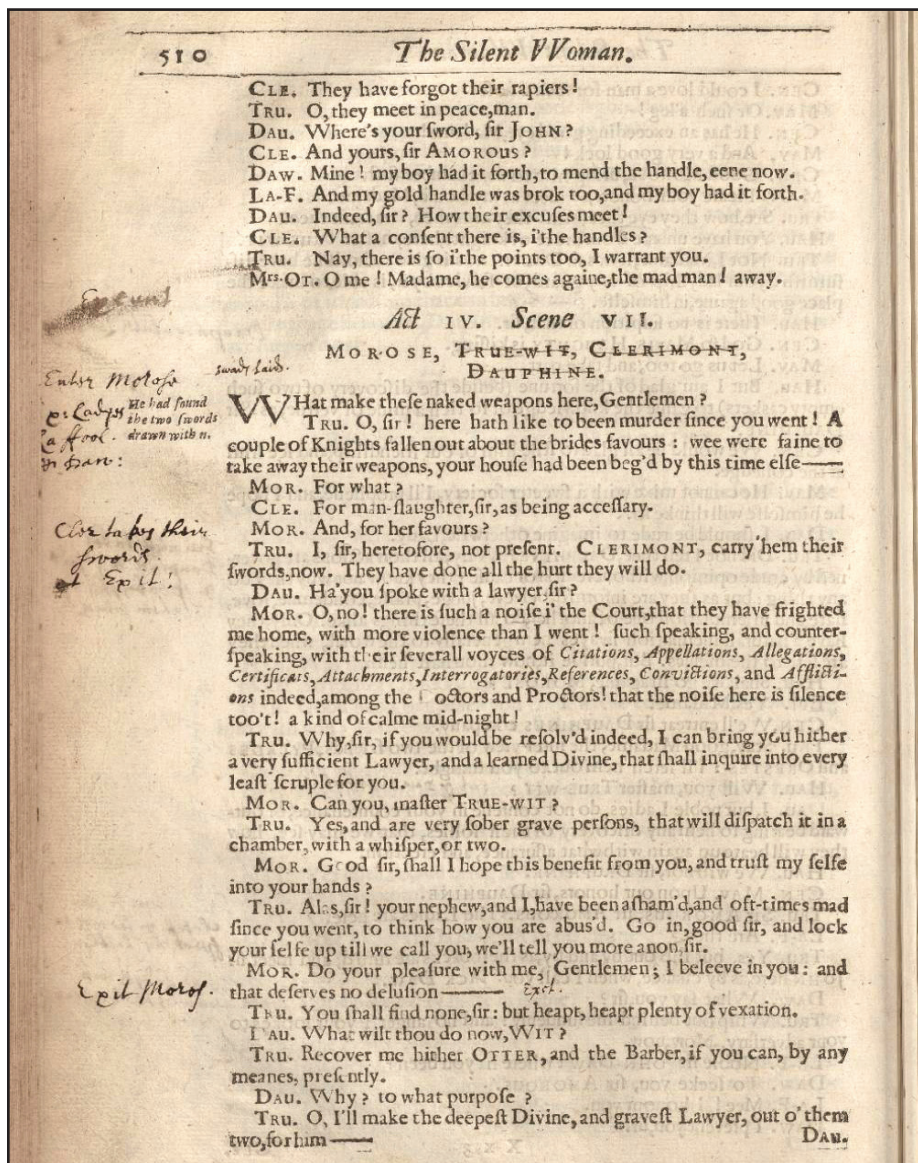 510 The Silent VVoman.
CLE. They have forgot their rapiers!
TRU. O, they meet in peace,man.
DAU. Where's your ſword, ſir JOHN?
CLE. And yours, ſir AMOROUS?
DAW. Mine! my boy had it forth,to mend the handle,eene now.
LA-F. And my gold handle was brok too,and my boy had it forth.
DAU. Indeed, ſir? How their excuſes meet!
CLE. What a conſent there is, i'the handles?
TRU. Nay, there is ſo i'the points too, I warrant you.
Mrs. OT. O me! Madame, he comes againe,the mad man! away.
Exeunt
Act IV. Scene VII.
MOROSE, TRUE-WIT, CLERIMONT,
DAUPHINE.
Enter Moroſe
He had found
the two ſwords
drawn within.
WHat make theſe naked weapons here,Gentlemen?
TRU. O, ſir! here hath like to been murder ſince you went! A
couple of Knights fallen out about the brides favours: wee were faine to
take away their weapons, your houſe had been beg'd by this time elſe——
MOR. For what?
CLE. For man-ſlaughter,ſir,as being acceſſary.
MOR. And, for her favours?
TRU. I, ſir, heretofore, not preſent. CLERIMONT, carry 'hem their
ſwords,now. They have done all the hurt they will do.
Cler takes their
ſwords.
Exit!
DAU. Ha'you ſpoke with a lawyer,ſir?
MOR. O,no! there is ſuch a noiſe i' the Court,that they have frighted
me home, with more violence than I went! ſuch ſpeaking, and counter-
ſpeaking, with their ſeverall voyces of Citations, Appellations, Allegations,
Certificats,Attachments,Interrogatories,References, Convictions, and Afflicti-
ons indeed,among the octors and Proctors! that the noiſe here is ſilence
too't! a kind of calme mid-night!
TRU. Why,ſir, if you would be reſolv'd indeed, I can bring you hither
a very ſufficient Lawyer, and a learned Divine, that ſhall inquire into every
leaſt ſcruple for you.
MOR. Can you, maſter TRUE-WIT?
TRU. Yes,and are very ſober grave perſons, that will diſpatch it in a
chamber, with a whiſper,or two.
MOR. Good ſir,ſhall I hope this benefit from you, and truſt my ſelfe
into your hands?
TRU. Alas,ſir! your nephew,and I,have been aſham'd,and oft-times mad
ſince you went, to think how you are abus'd. Go in,good ſir, and lock
your ſelfe up till we call you, we'll tell you more anon,ſir.
MOR. Do your pleaſure with me, Gentlemen; I beleeve in you: and
that deſerves no deluſion—— Exit.
Exit Moroſ.
TRU. You ſhall find none,ſir: but heapt, heapt plenty of vexation.
DAU. What wilt thou do now,WIT?
TRU. Recover me hither OTTER,and the Barber,if you can, by any
meanes, preſently.
DAU. Why? to what purpoſe?
TRU. O, I'll make the deepeſt Divine, and graveſt Lawyer, out o' them
two,for him——
DAU.